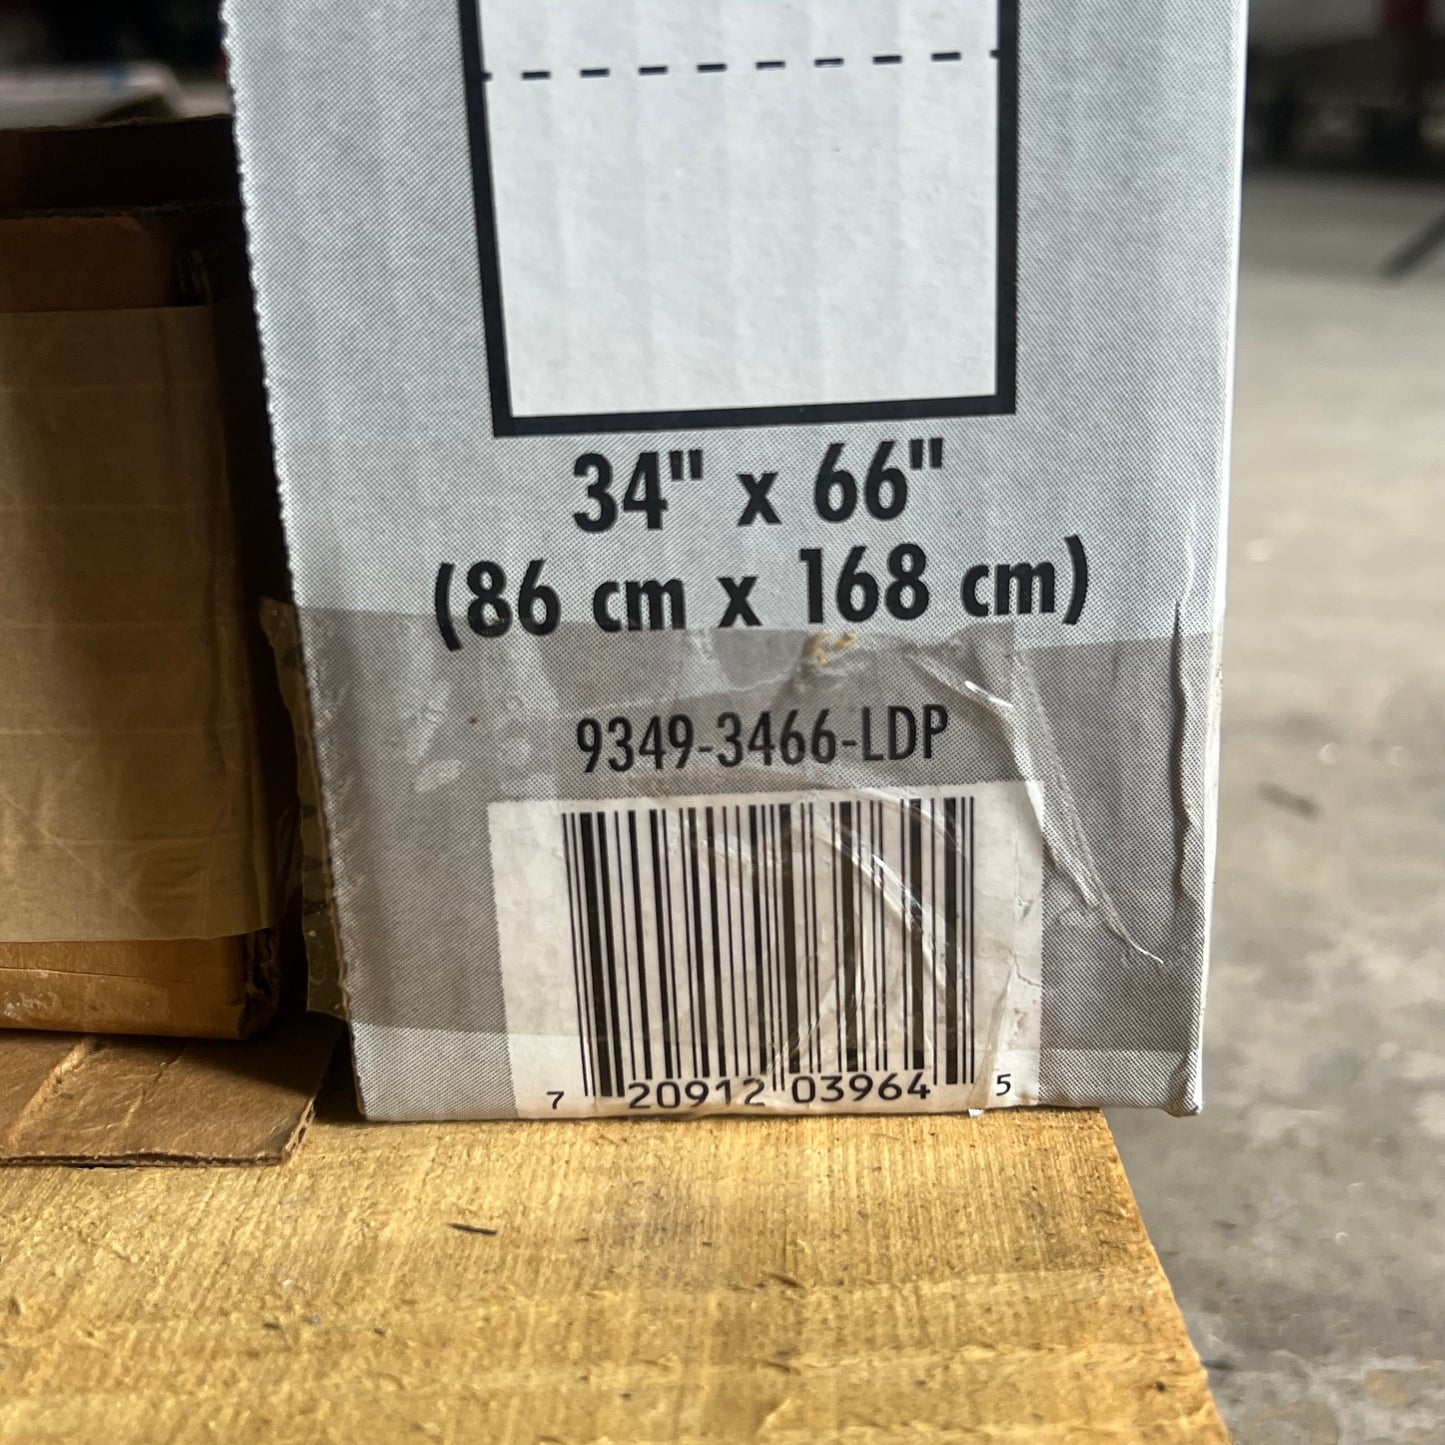 34" x 66"
(86 cm x 168 cm)
9349-3466-LDP
7 20912 03964 5